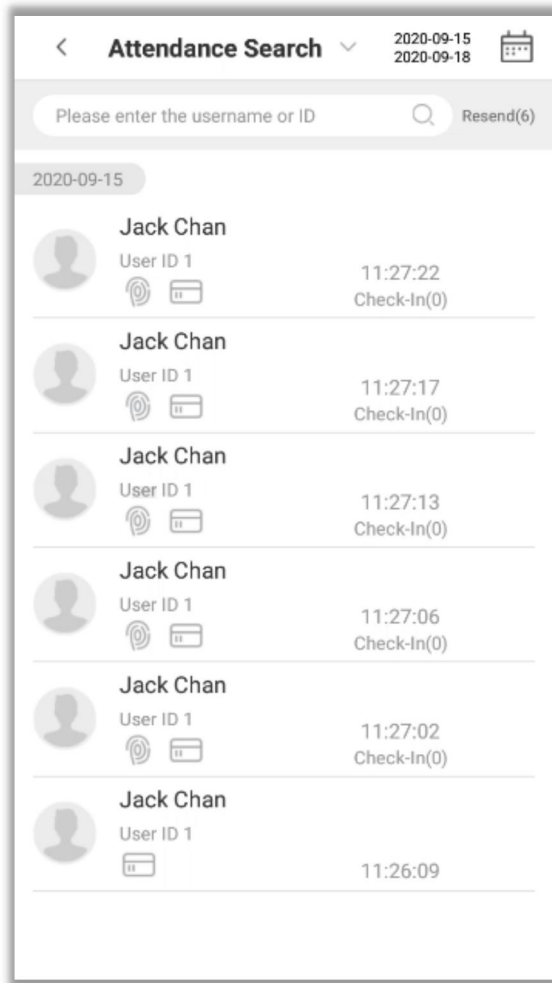 Attendance Search
2020-09-15
2020-09-18
Please enter the username or ID
Resend(6)
2020-09-15
Jack Chan
User ID 1
11:27:22
Check-In(0)
Jack Chan
User ID 1
11:27:17
Check-In(0)
Jack Chan
User ID 1
11:27:13
Check-In(0)
Jack Chan
User ID 1
11:27:06
Check-In(0)
Jack Chan
User ID 1
11:27:02
Check-In(0)
Jack Chan
User ID 1
11:26:09